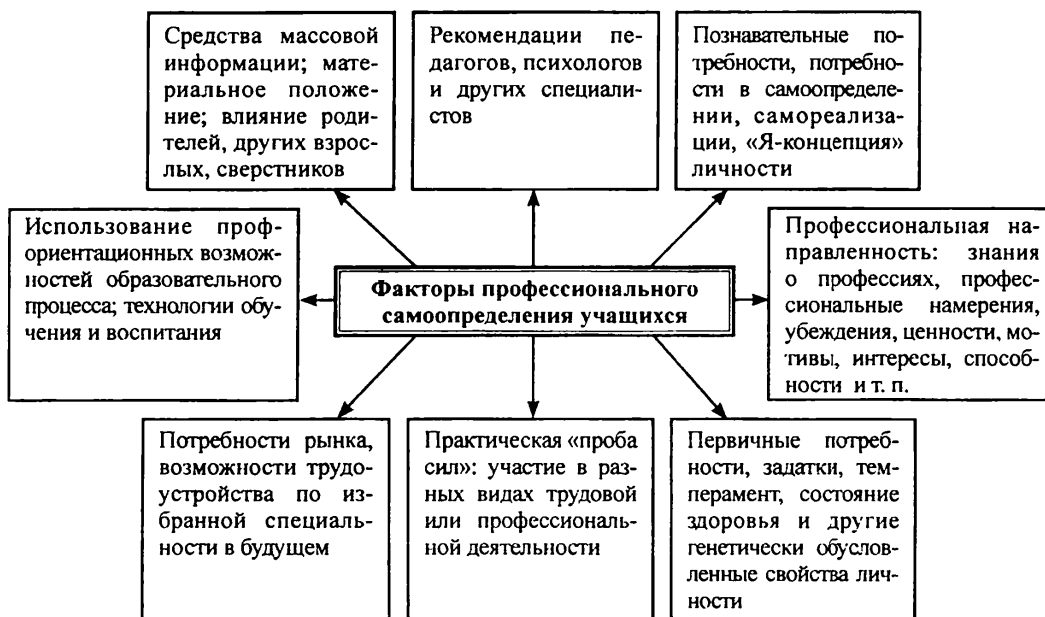 Средства массовой
информации; мате-
риальное положе-
ние; влияние роди-
телей, других взрос-
лых, сверстников
Рекомендации пе-
дагогов, психологов
и других специали-
стов
Познавательные по-
требности, потребно-
сти в самоопределе-
нии, самореализа-
ции, «Я-концепция»
личности
Использование проф-
ориентационных возмож-
ностей образовательного
процесса; технологии обу-
чения и воспитания
Факторы профессионального
самоопределения учащихся
Профессиональная на-
правленность: знания
о профессиях, професс-
сиональные намерения,
убеждения, ценности, мо-
тивы, интересы, способ-
ности и т. п.
Потребности рынка,
возможности трудо-
устройства по из-
бранной специаль-
ности в будущем
Практическая «проба
сил»: участие в раз-
ных видах трудовой
или профессиональ-
ной деятельности
Первичные потреб-
ности, задатки, тем-
перамент, состояние
здоровья и другие
генетически обуслов-
ленные свойства лич-
ности